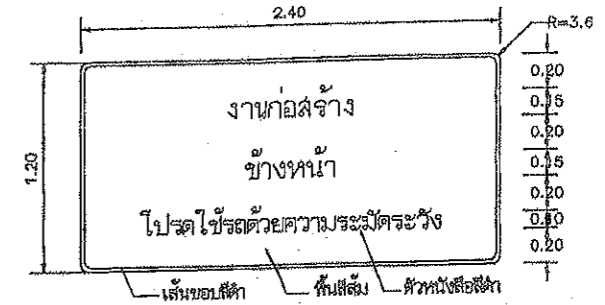 2.40
R=3.6
1.20
งานก่อสร้าง
ข้างหน้า
โปรดใช้รถด้วยความระมัดระวัง
0.20
0.15
0.20
0.15
0.20
0.20
เส้นขอบสีดำ
พื้นสีส้ม
ตัวหนังสือสีดำ